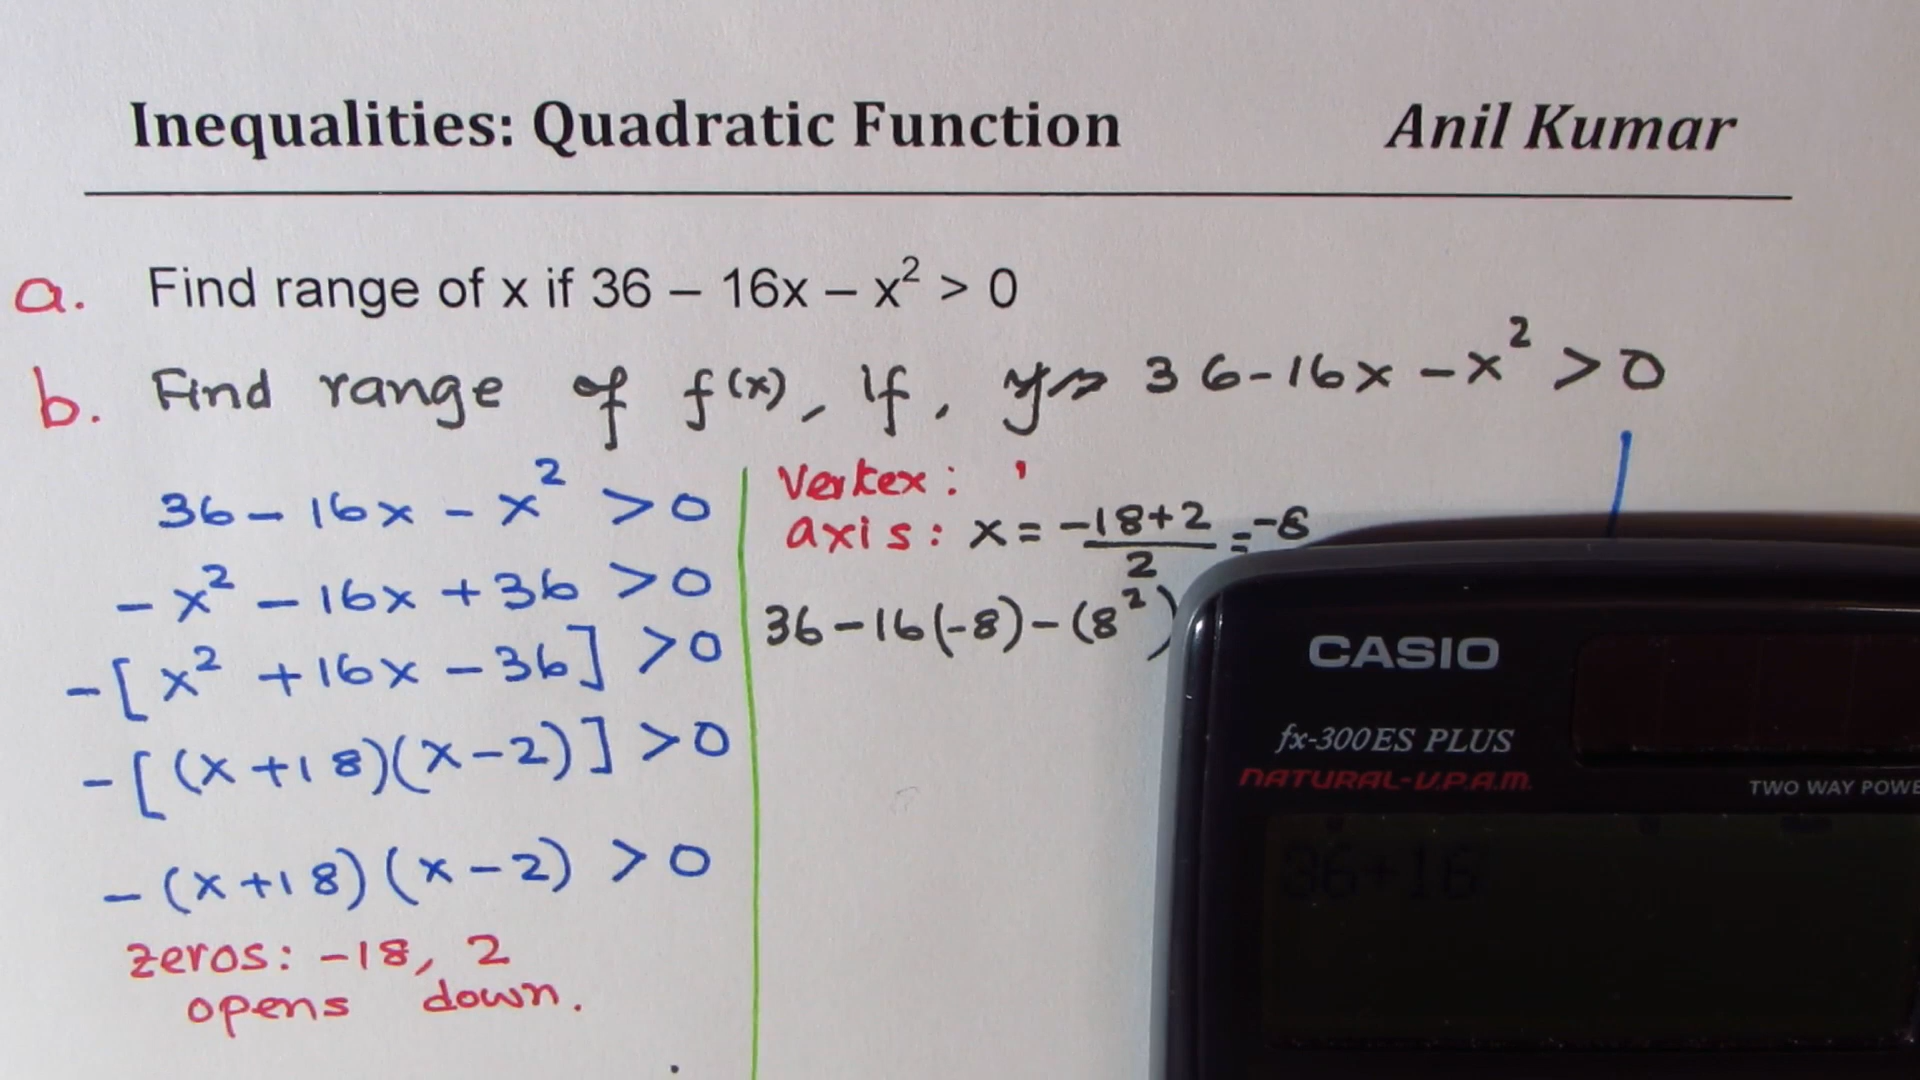 Inequalities: Quadratic Function Anil Kumar
a. Find range of x if 36 – 16x – x² > 0
b. Find range of f(x), if, y = 36-16x-x² > 0
36 - 16x - x² > 0
-x² - 16x + 36 > 0
-[x² + 16x - 36] > 0
-[(x+18)(x-2)] > 0
-(x+18)(x-2) > 0
zeros: -18, 2
opens down.
Vertex:
axis: x = (-18+2)/2 = -8
36-16(-8)-(8²)
CASIO
fx-300ES PLUS
NATURAL-V.P.A.M.
TWO WAY POWE
36+16